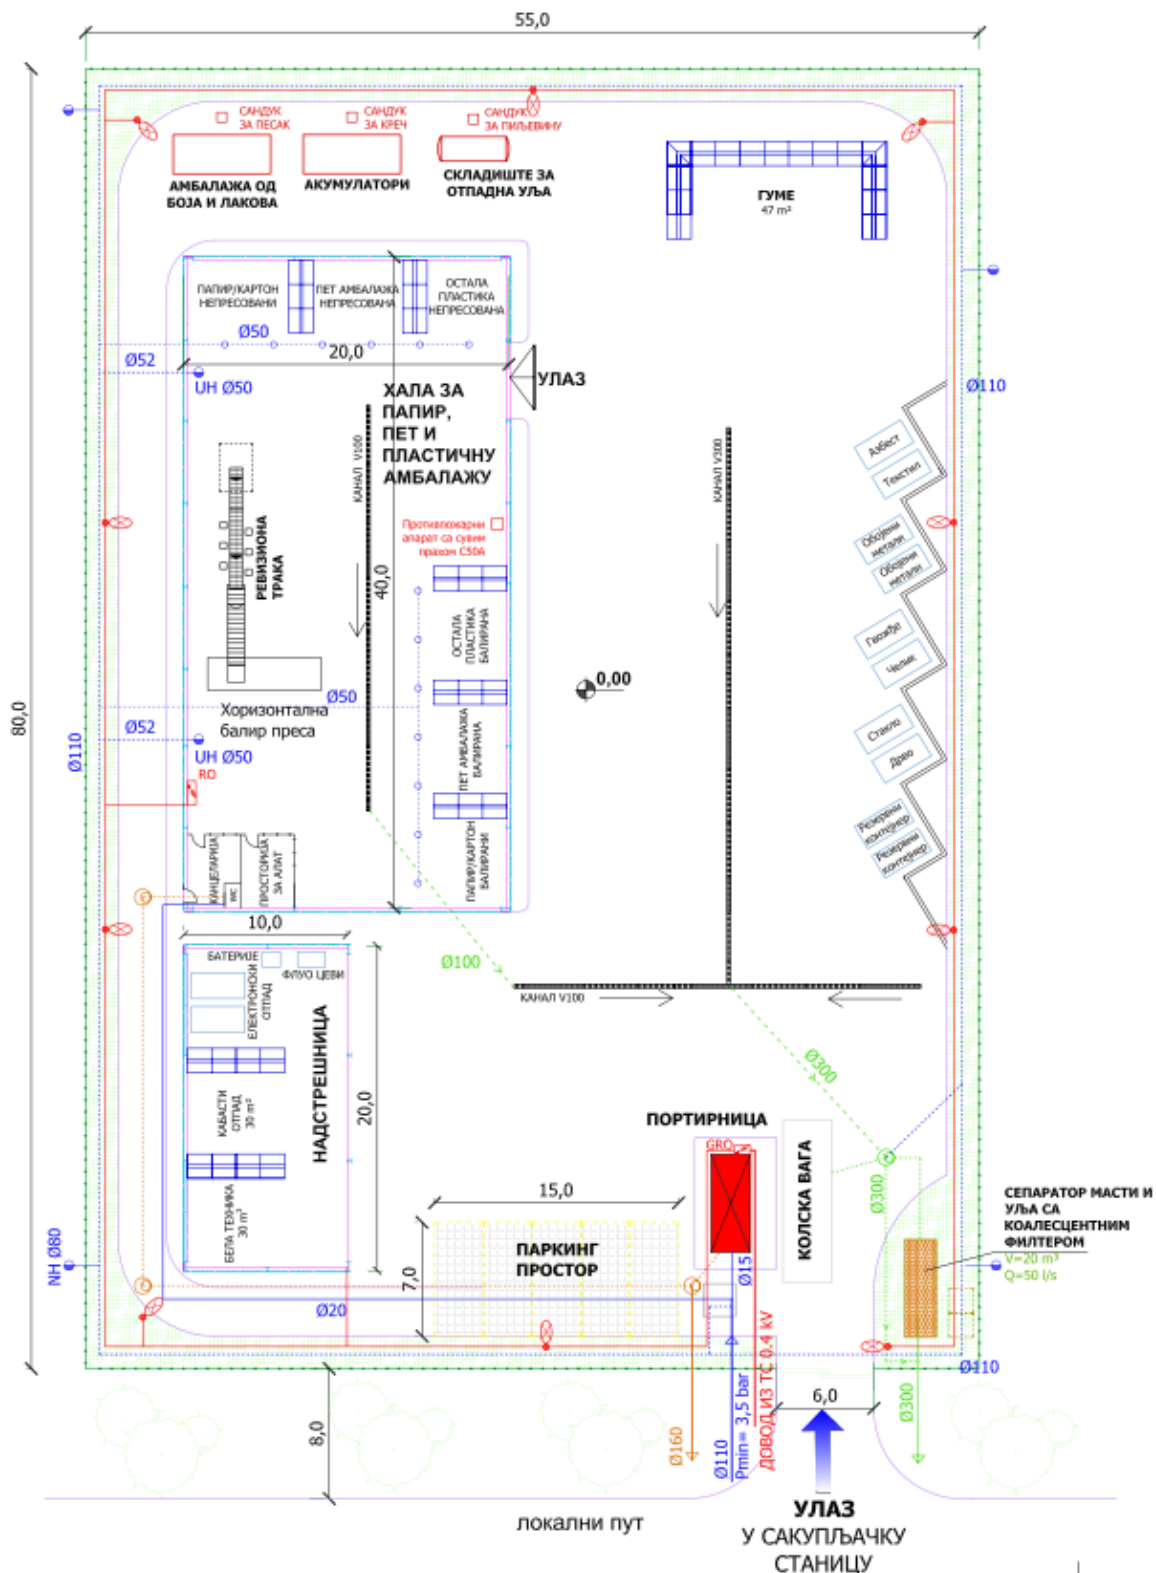 55,0
80,0
САНДУК
ЗА ПЕСАК
САНДУК
ЗА КРЕЧ
САНДУК
ЗА ПИЉЕВИНУ
АМБАЛАЖА ОД
БОЈА И ЛАКОВА
АКУМУЛАТОРИ
СКЛАДИШТЕ ЗА
ОТПАДНА УЉА
ГУМЕ
47 m²
ПАПИР/КАРТОН
НЕПРЕСОВАНИ
ПЕТ АМБАЛАЖА
НЕПРЕСОВАНА
ОСТАЛА
ПЛАСТИКА
НЕПРЕСОВАНА
Ø50
20,0
Ø52
UH Ø50
УЛАЗ
Ø110
ХАЛА ЗА
ПАПИР,
ПЕТ И
ПЛАСТИЧНУ
АМБАЛАЖУ
КАНАЛ V100
КАНАЛ V300
Противпожарни
апарат са сувим
прахом С50А
РЕВИЗИОНА
ТРАКА
40,0
Азбест
Текстил
Обојени
метали
Обојени
метали
Гвожђе
Челик
Стакло
Дрво
Резервни
контејнер
Резервни
контејнер
ОСТАЛА
ПЛАСТИКА
БАЛИРАНА
ПЕТ АМБАЛАЖА
БАЛИРАНА
ПАПИР/КАРТОН
БАЛИРАНИ
0,00
Ø50
Хоризонтална
балир преса
Ø52
UH Ø50
Ø110
RO
КАНЦЕЛАРИЈА
WC
ПРОСТОРИЈА
ЗА АЛАТ
10,0
Ø100
КАНАЛ V100
БАТЕРИЈЕ
ФЛУО ЦЕВИ
ЕЛЕКТРОНСКИ
ОТПАД
НАДСТРЕШНИЦА
20,0
КАБАСТИ
ОТПАД
30 m²
БЕЛА ТЕХНИКА
30 m²
Ø300
ПОРТИРНИЦА
GRO
КОЛСКА ВАГА
Ø300
15,0
7,0
ПАРКИНГ
ПРОСТОР
Ø15
СЕПАРАТОР МАСТИ И
УЉА СА
КОАЛЕСЦЕНТНИМ
ФИЛТЕРОМ
V=20 m³
Q=50 l/s
NH Ø80
Ø20
Ø110
8,0
Ø160
Ø110
Pmin= 3,5 bar
ДОВОД ИЗ ТС 0.4 kV
6,0
Ø300
локални пут
УЛАЗ
У САКУПЉАЧКУ
СТАНИЦУ